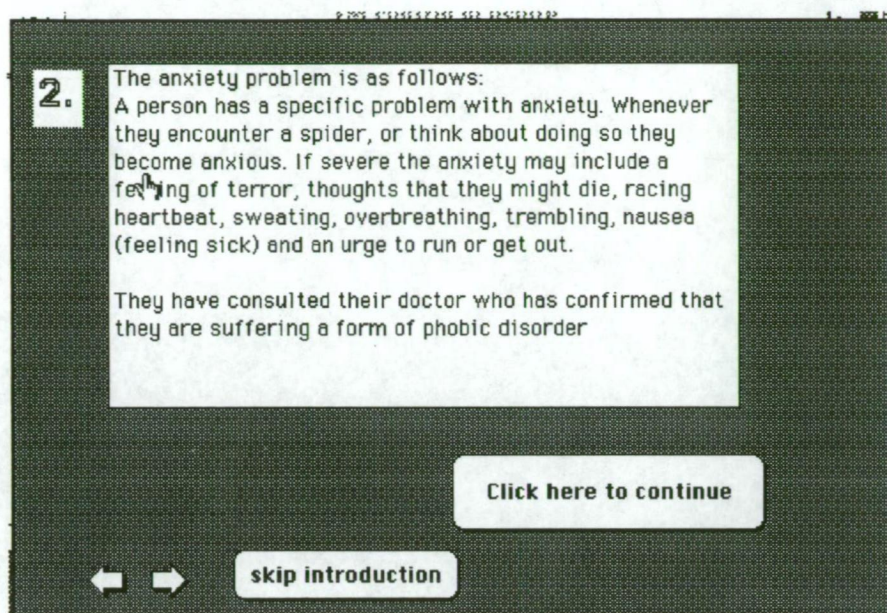 2.
The anxiety problem is as follows:
A person has a specific problem with anxiety. Whenever
they encounter a spider, or think about doing so they
become anxious. If severe the anxiety may include a
of terror, thoughts that they might die, racing
heartbeat, sweating, overbreathing, trembling, nausea
(feeling sick) and an urge to run or get out.
They have consulted their doctor who has confirmed that
they are suffering a form of phobic disorder
Click here to continue
skip introduction